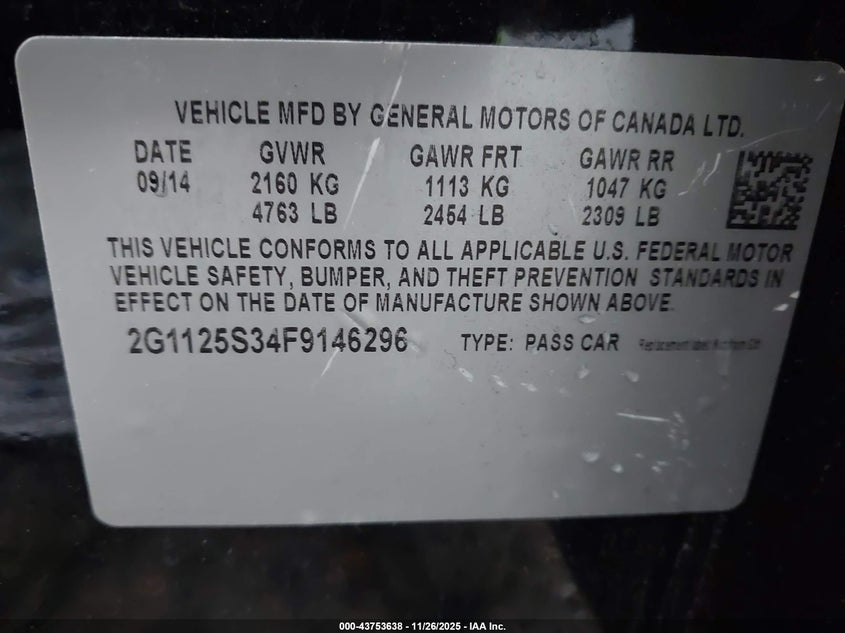 VEHICLE MFD BY GENERAL MOTORS OF CANADA LTD.
DATE GVWR GAWR FRT GAWR RR
09/14 2160 KG 1113 KG 1047 KG
4763 LB 2454 LB 2309 LB
THIS VEHICLE CONFORMS TO ALL APPLICABLE U.S. FEDERAL MOTOR
VEHICLE SAFETY, BUMPER, AND THEFT PREVENTION STANDARDS IN
EFFECT ON THE DATE OF MANUFACTURE SHOWN ABOVE.
2G1125S34F9146296 TYPE: PASS CAR Replacement label
000-43753638 - 11/26/2025 - IAA Inc.